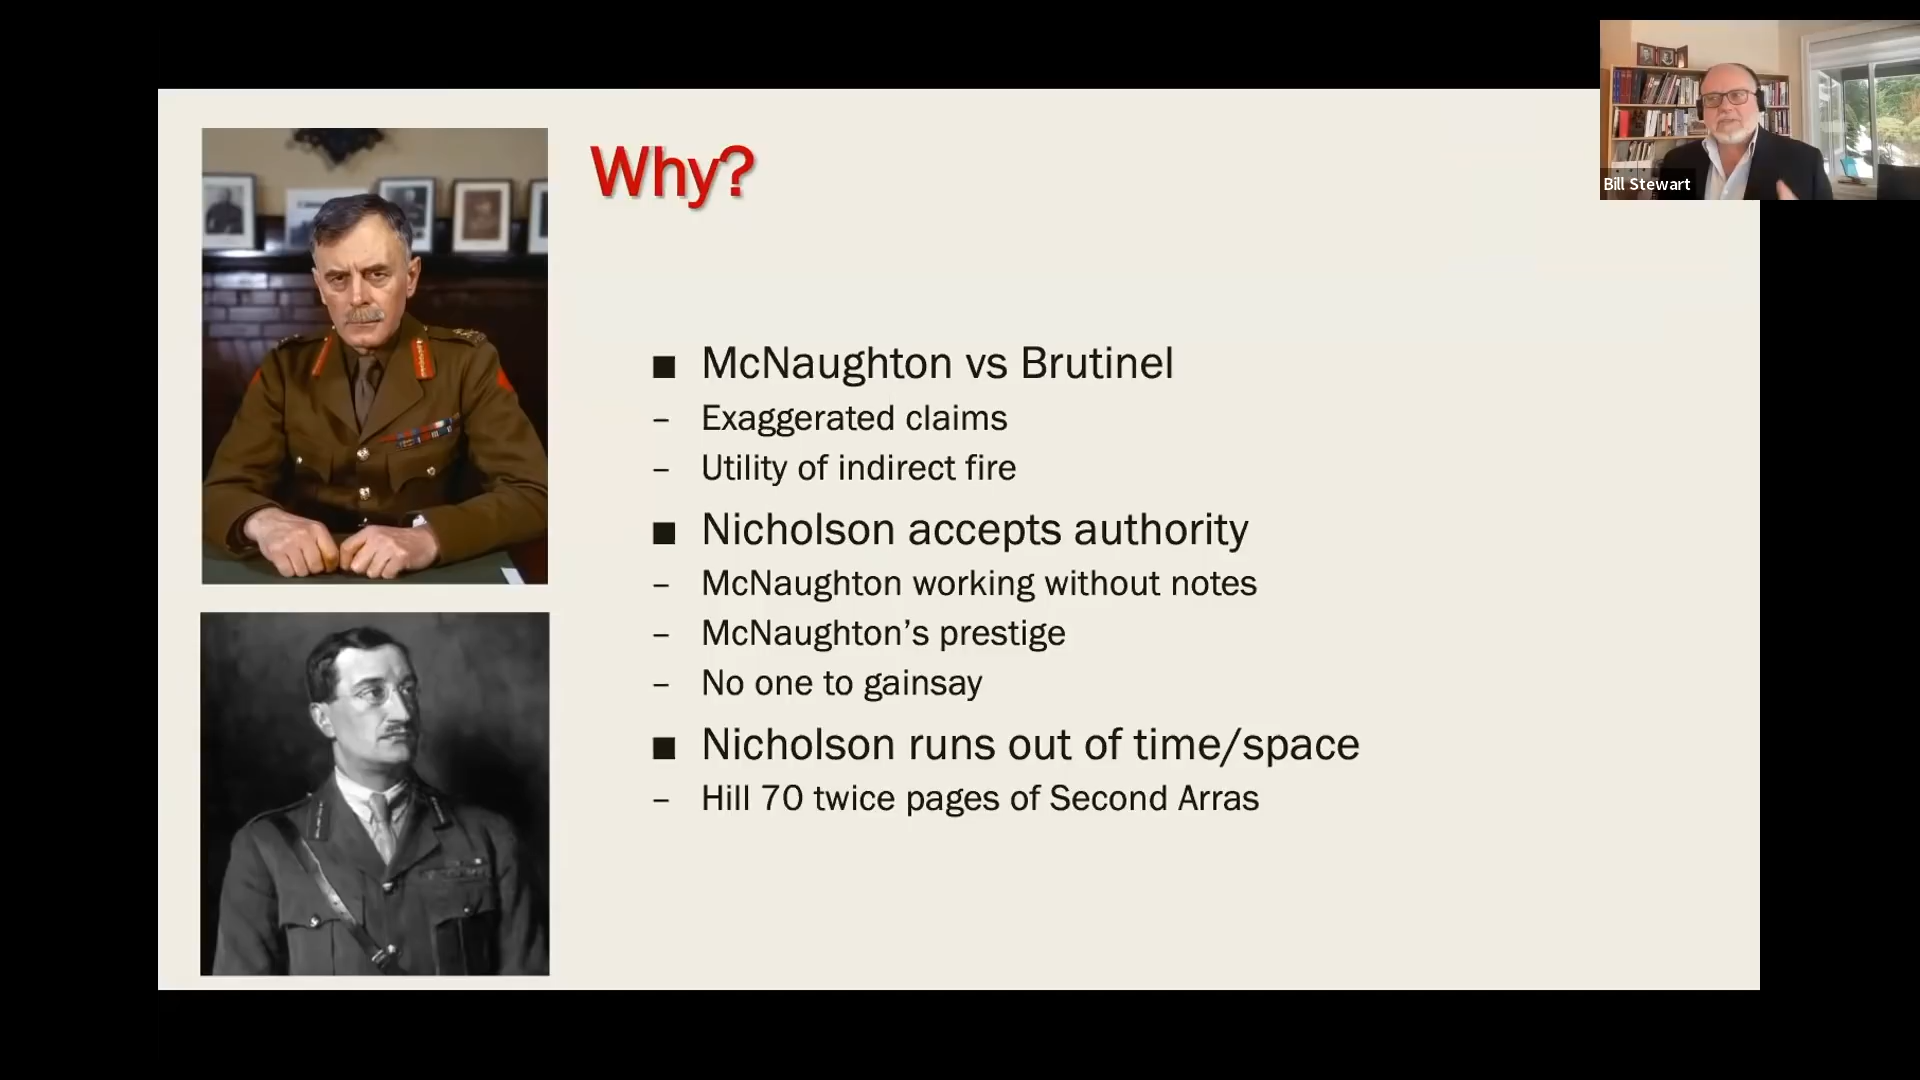 Why?
■ McNaughton vs Brutinel
– Exaggerated claims
– Utility of indirect fire
■ Nicholson accepts authority
– McNaughton working without notes
– McNaughton’s prestige
– No one to gainsay
■ Nicholson runs out of time/space
– Hill 70 twice pages of Second Arras
Bill Stewart